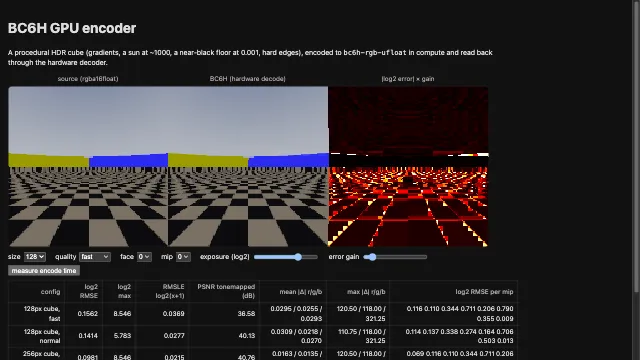 BC6H GPU encoder
A procedural HDR cube (gradients, a sun at ~1000, a near-black floor at 0.001, hard edges), encoded to bc6h-rgb-ufloat in compute and read back
through the hardware decoder.
source (rgba16float) BC6H (hardware decode) |log2 error| × gain
size 128 quality fast face 0 mip 0 exposure (log2) error gain
measure encode time
config log2 RMSE log2 max RMSLE log2(x+1) PSNR tonemapped (dB) mean |Δ| r/g/b max |Δ| r/g/b log2 RMSE per mip
128px cube, fast 0.1562 8.546 0.0369 36.58 0.0295 / 0.0255 / 0.0293 120.50 / 118.00 / 321.25 0.116 0.110 0.344 0.711 0.206 0.790 0.355 0.009
128px cube, normal 0.1414 5.783 0.0277 40.13 0.0309 / 0.0218 / 0.0270 110.75 / 118.00 / 321.25 0.114 0.137 0.338 0.274 0.164 0.706 0.503 0.013
256px cube, 0.0981 8.546 0.0215 40.76 0.0163 / 0.0135 / 120.50 / 118.00 / 0.069 0.116 0.110 0.344 0.711 0.206